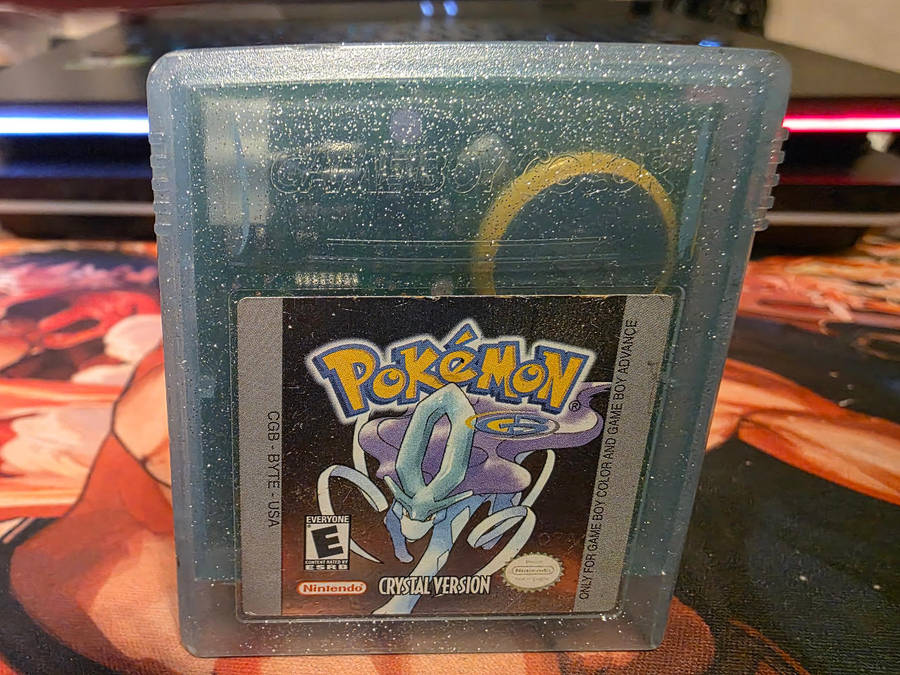 GAME BOY COLOR
POKéMON
®
G
CGB - BYTE - USA
ONLY FOR GAME BOY COLOR AND GAME BOY ADVANCE
EVERYONE
E
CONTENT RATED BY
ESRB
Nintendo®
CRYSTAL VERSION
Nintendo